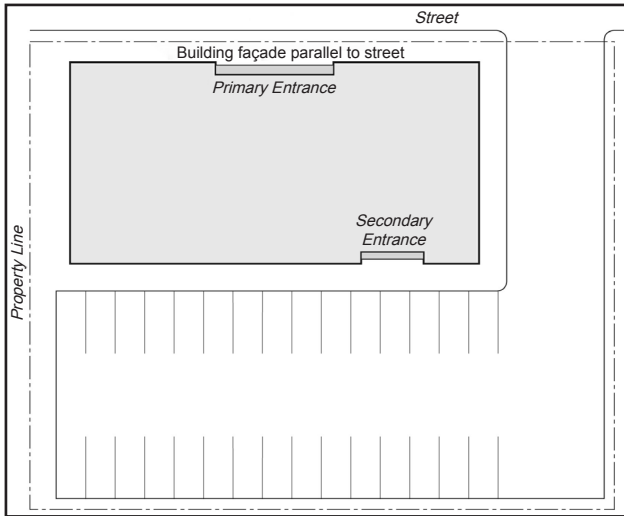 Street
Building façade parallel to street
Primary Entrance
Secondary
Entrance
Property Line